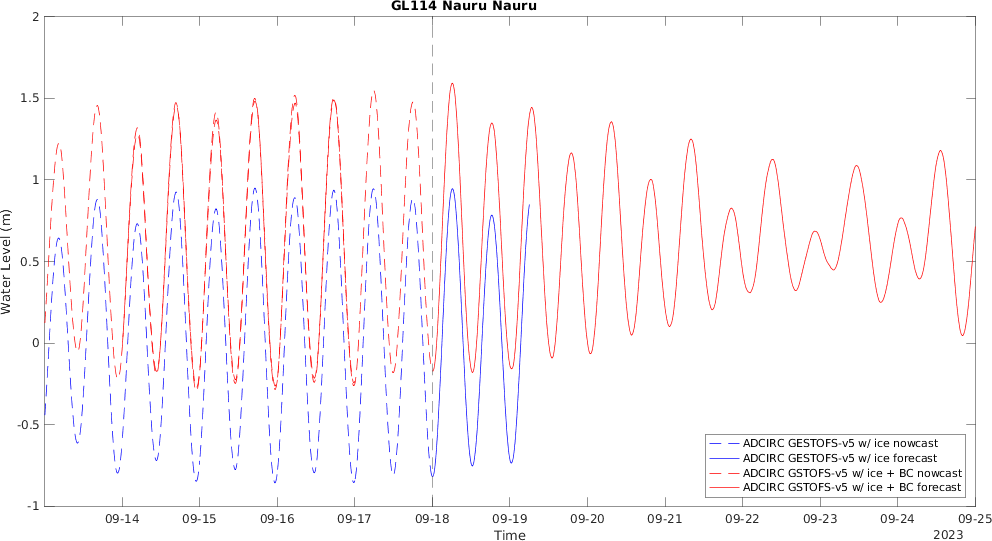 GL114 Nauru Nauru
2
1.5
1
0.5
0
-0.5
-1
Water Level (m)
ADCIRC GESTOFS-v5 w/ ice nowcast
ADCIRC GESTOFS-v5 w/ ice forecast
ADCIRC GSTOFS-v5 w/ ice + BC nowcast
ADCIRC GSTOFS-v5 w/ ice + BC forecast
09-14 09-15 09-16 09-17 09-18 09-19 09-20 09-21 09-22 09-23 09-24 09-25
Time
2023